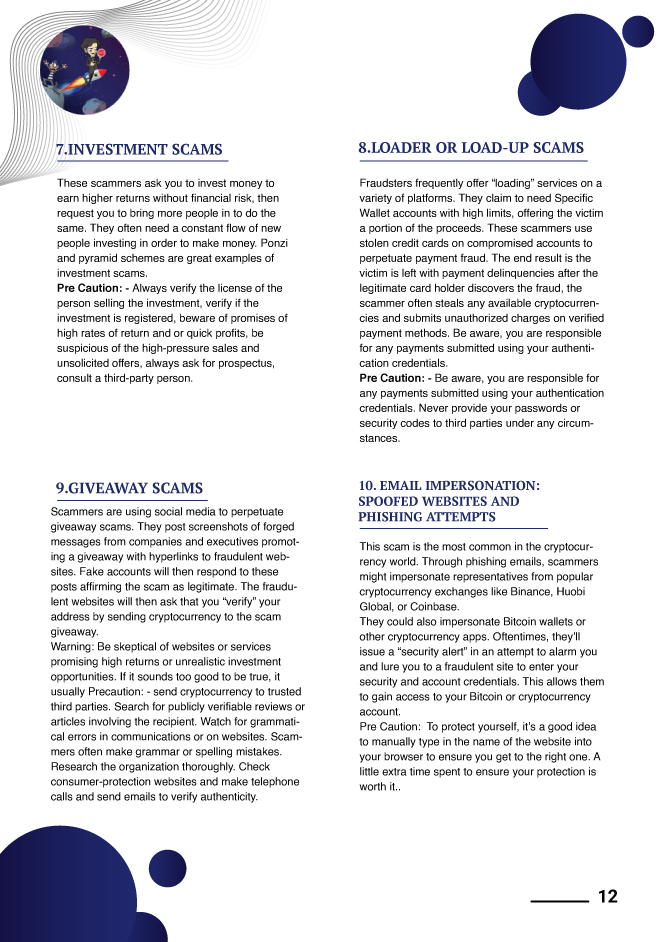 7.INVESTMENT SCAMS
These scammers ask you to invest money to
earn higher returns without financial risk, then
request you to bring more people in to do the
same. They often need a constant flow of new
people investing in order to make money. Ponzi
and pyramid schemes are great examples of
investment scams.
Pre Caution: - Always verify the license of the
person selling the investment, verify if the
investment is registered, beware of promises of
high rates of return and or quick profits, be
suspicious of the high-pressure sales and
unsolicited offers, always ask for prospectus,
consult a third-party person.
8.LOADER OR LOAD-UP SCAMS
Fraudsters frequently offer “loading” services on a
variety of platforms. They claim to need Specific
Wallet accounts with high limits, offering the victim
a portion of the proceeds. These scammers use
stolen credit cards on compromised accounts to
perpetuate payment fraud. The end result is the
victim is left with payment delinquencies after the
legitimate card holder discovers the fraud, the
scammer often steals any available cryptocurren-
cies and submits unauthorized charges on verified
payment methods. Be aware, you are responsible
for any payments submitted using your authenti-
cation credentials.
Pre Caution: - Be aware, you are responsible for
any payments submitted using your authentication
credentials. Never provide your passwords or
security codes to third parties under any circum-
stances.
9.GIVEAWAY SCAMS
Scammers are using social media to perpetuate
giveaway scams. They post screenshots of forged
messages from companies and executives promot-
ing a giveaway with hyperlinks to fraudulent web-
sites. Fake accounts will then respond to these
posts affirming the scam as legitimate. The fraudu-
lent websites will then ask that you “verify” your
address by sending cryptocurrency to the scam
giveaway.
Warning: Be skeptical of websites or services
promising high returns or unrealistic investment
opportunities. If it sounds too good to be true, it
usually Precaution: - send cryptocurrency to trusted
third parties. Search for publicly verifiable reviews or
articles involving the recipient. Watch for grammati-
cal errors in communications or on websites. Scam-
mers often make grammar or spelling mistakes.
Research the organization thoroughly. Check
consumer-protection websites and make telephone
calls and send emails to verify authenticity.
10. EMAIL IMPERSONATION:
SPOOFED WEBSITES AND
PHISHING ATTEMPTS
This scam is the most common in the cryptocur-
rency world. Through phishing emails, scammers
might impersonate representatives from popular
cryptocurrency exchanges like Binance, Huobi
Global, or Coinbase.
They could also impersonate Bitcoin wallets or
other cryptocurrency apps. Oftentimes, they’ll
issue a “security alert” in an attempt to alarm you
and lure you to a fraudulent site to enter your
security and account credentials. This allows them
to gain access to your Bitcoin or cryptocurrency
account.
Pre Caution:  To protect yourself, it’s a good idea
to manually type in the name of the website into
your browser to ensure you get to the right one. A
little extra time spent to ensure your protection is
worth it..
12